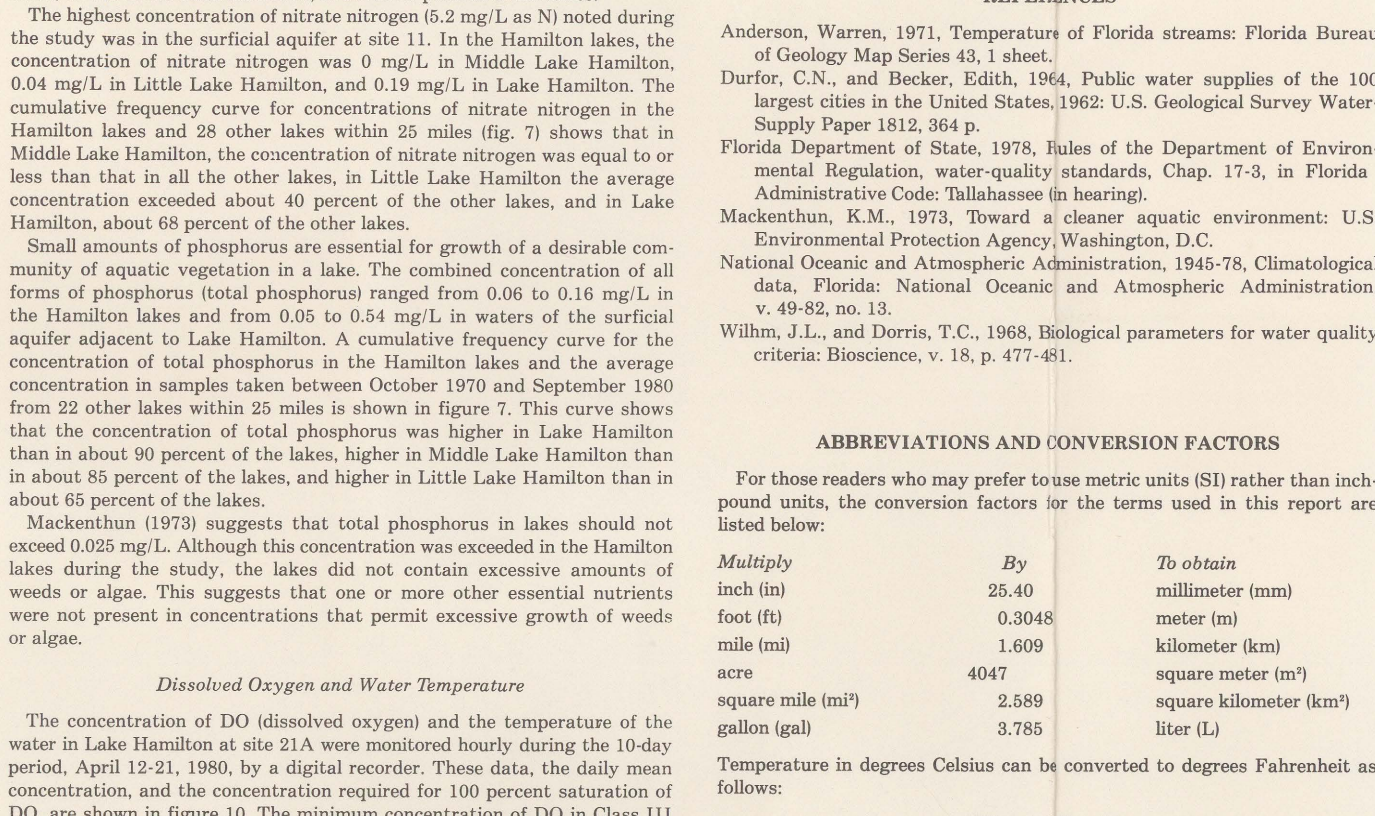 The highest concentration of nitrate nitrogen (5.2 mg/L as N) noted during
the study was in the surficial aquifer at site 11. In the Hamilton lakes, the
concentration of nitrate nitrogen was 0 mg/L in Middle Lake Hamilton,
0.04 mg/L in Little Lake Hamilton, and 0.19 mg/L in Lake Hamilton. The
cumulative frequency curve for concentrations of nitrate nitrogen in the
Hamilton lakes and 28 other lakes within 25 miles (fig. 7) shows that in
Middle Lake Hamilton, the concentration of nitrate nitrogen was equal to or
less than that in all the other lakes, in Little Lake Hamilton the average
concentration exceeded about 40 percent of the other lakes, and in Lake
Hamilton, about 68 percent of the other lakes.
Small amounts of phosphorus are essential for growth of a desirable com-
munity of aquatic vegetation in a lake. The combined concentration of all
forms of phosphorus (total phosphorus) ranged from 0.06 to 0.16 mg/L in
the Hamilton lakes and from 0.05 to 0.54 mg/L in waters of the surficial
aquifer adjacent to Lake Hamilton. A cumulative frequency curve for the
concentration of total phosphorus in the Hamilton lakes and the average
concentration in samples taken between October 1970 and September 1980
from 22 other lakes within 25 miles is shown in figure 7. This curve shows
that the concentration of total phosphorus was higher in Lake Hamilton
than in about 90 percent of the lakes, higher in Middle Lake Hamilton than
in about 85 percent of the lakes, and higher in Little Lake Hamilton than in
about 65 percent of the lakes.
Mackenthun (1973) suggests that total phosphorus in lakes should not
exceed 0.025 mg/L. Although this concentration was exceeded in the Hamilton
lakes during the study, the lakes did not contain excessive amounts of
weeds or algae. This suggests that one or more other essential nutrients
were not present in concentrations that permit excessive growth of weeds
or algae.
Dissolved Oxygen and Water Temperature
The concentration of DO (dissolved oxygen) and the temperature of the
water in Lake Hamilton at site 21A were monitored hourly during the 10-day
period, April 12-21, 1980, by a digital recorder. These data, the daily mean
concentration, and the concentration required for 100 percent saturation of
DO, are shown in figure 10. The minimum concentration of DO in Class III
REFERENCES
Anderson, Warren, 1971, Temperature of Florida streams: Florida Bureau
of Geology Map Series 43, 1 sheet.
Durfor, C.N., and Becker, Edith, 1964, Public water supplies of the 100
largest cities in the United States, 1962: U.S. Geological Survey Water-
Supply Paper 1812, 364 p.
Florida Department of State, 1978, Rules of the Department of Environ-
mental Regulation, water-quality standards, Chap. 17-3, in Florida
Administrative Code: Tallahassee (in hearing).
Mackenthun, K.M., 1973, Toward a cleaner aquatic environment: U.S
Environmental Protection Agency, Washington, D.C.
National Oceanic and Atmospheric Administration, 1945-78, Climatological
data, Florida: National Oceanic and Atmospheric Administration
v. 49-82, no. 13.
Wilhm, J.L., and Dorris, T.C., 1968, Biological parameters for water quality
criteria: Bioscience, v. 18, p. 477-481.
ABBREVIATIONS AND CONVERSION FACTORS
For those readers who may prefer to use metric units (SI) rather than inch-
pound units, the conversion factors for the terms used in this report are
listed below:
Multiply By To obtain
inch (in) 25.40 millimeter (mm)
foot (ft) 0.3048 meter (m)
mile (mi) 1.609 kilometer (km)
acre 4047 square meter (m²)
square mile (mi²) 2.589 square kilometer (km²)
gallon (gal) 3.785 liter (L)
Temperature in degrees Celsius can be converted to degrees Fahrenheit as
follows: